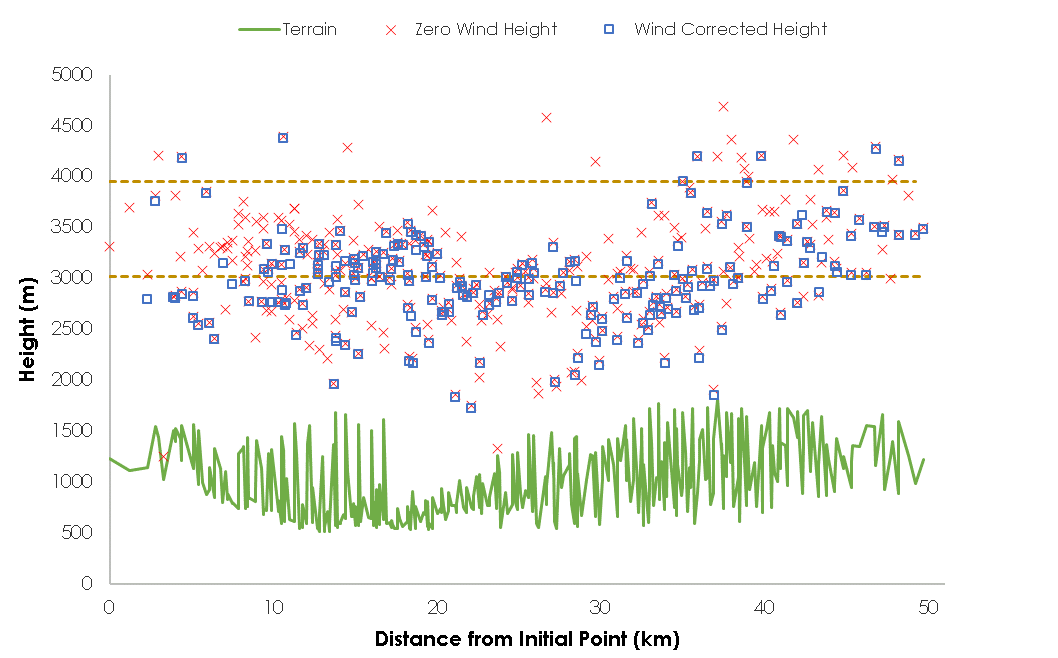 Terrain Zero Wind Height Wind Corrected Height
5000
4500
4000
3500
3000
2500
2000
1500
1000
500
0
Height (m)
0 10 20 30 40 50
Distance from Initial Point (km)